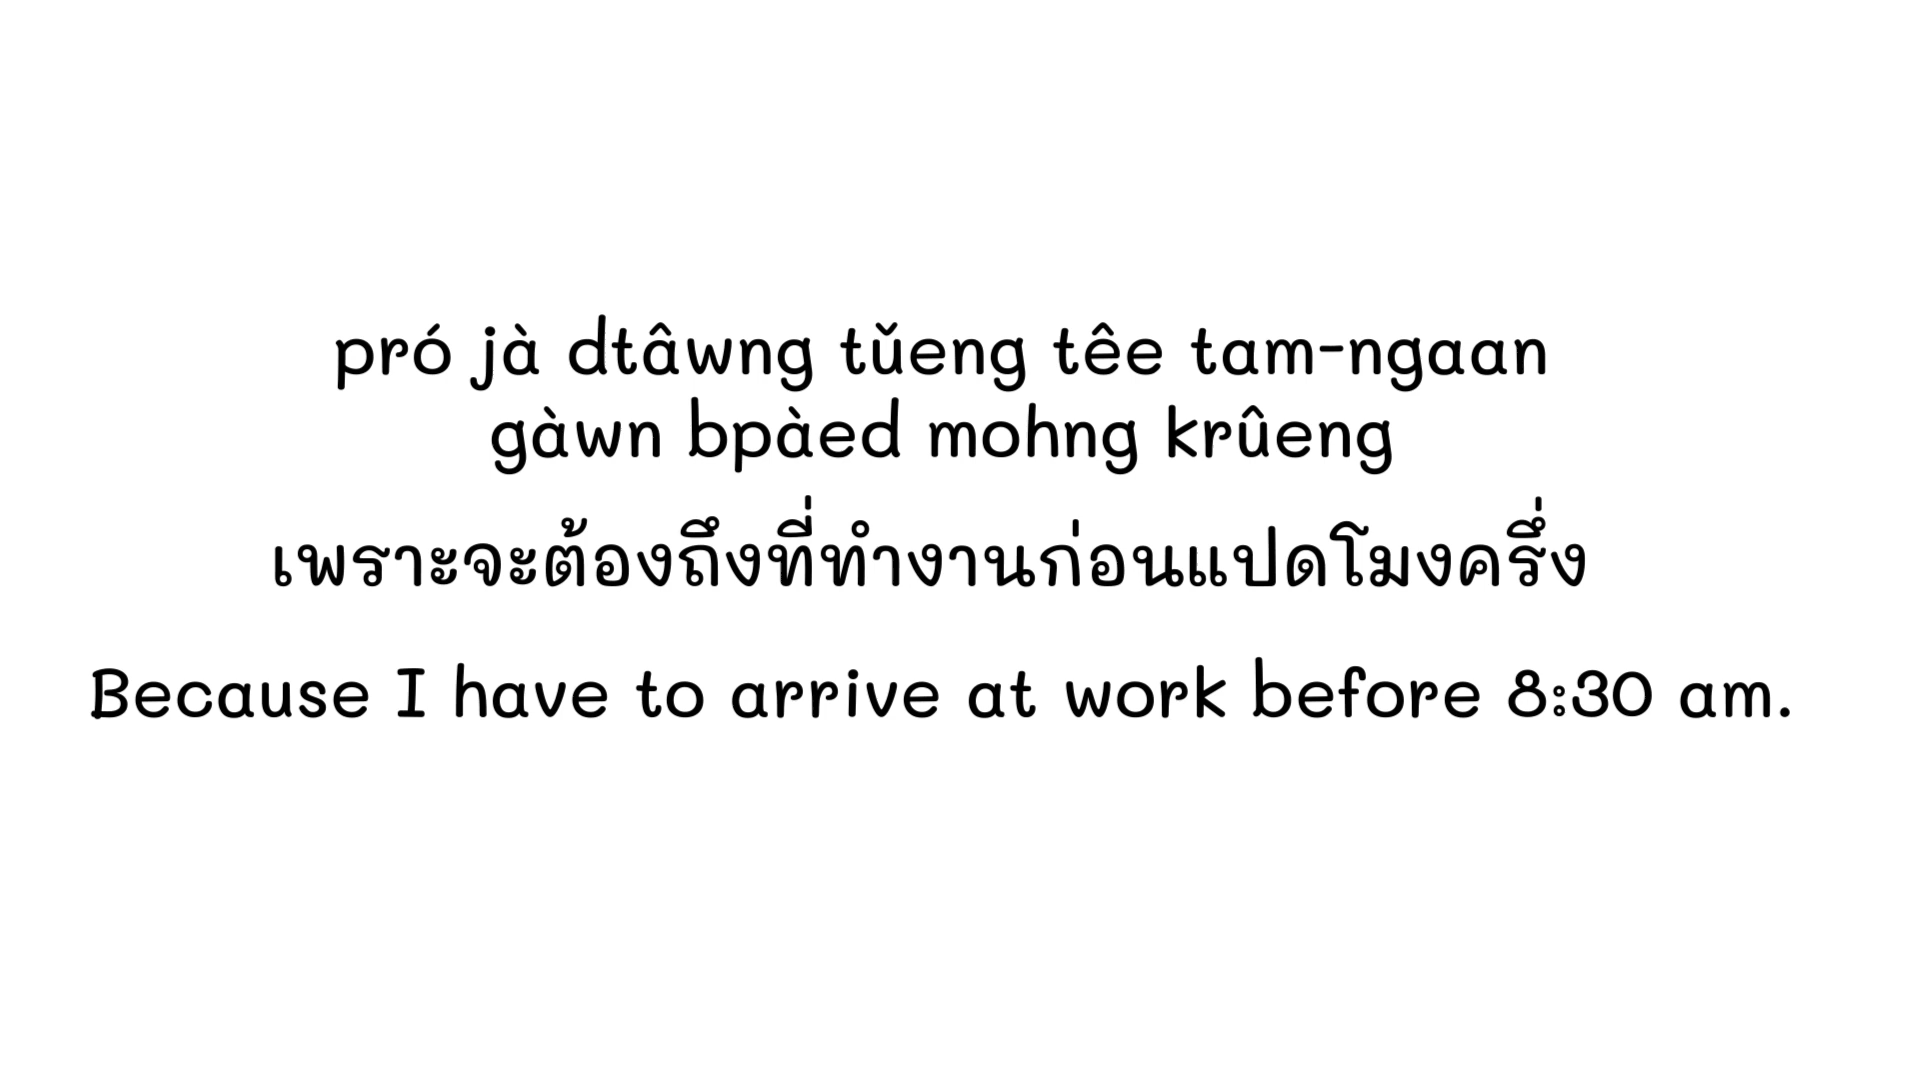 pró jà dtâwng tǔeng têe tam-ngaan
gàwn bpàed mohng krûeng
เพราะจะต้องถึงที่ทำงานก่อนแปดโมงครึ่ง
Because I have to arrive at work before 8:30 am.